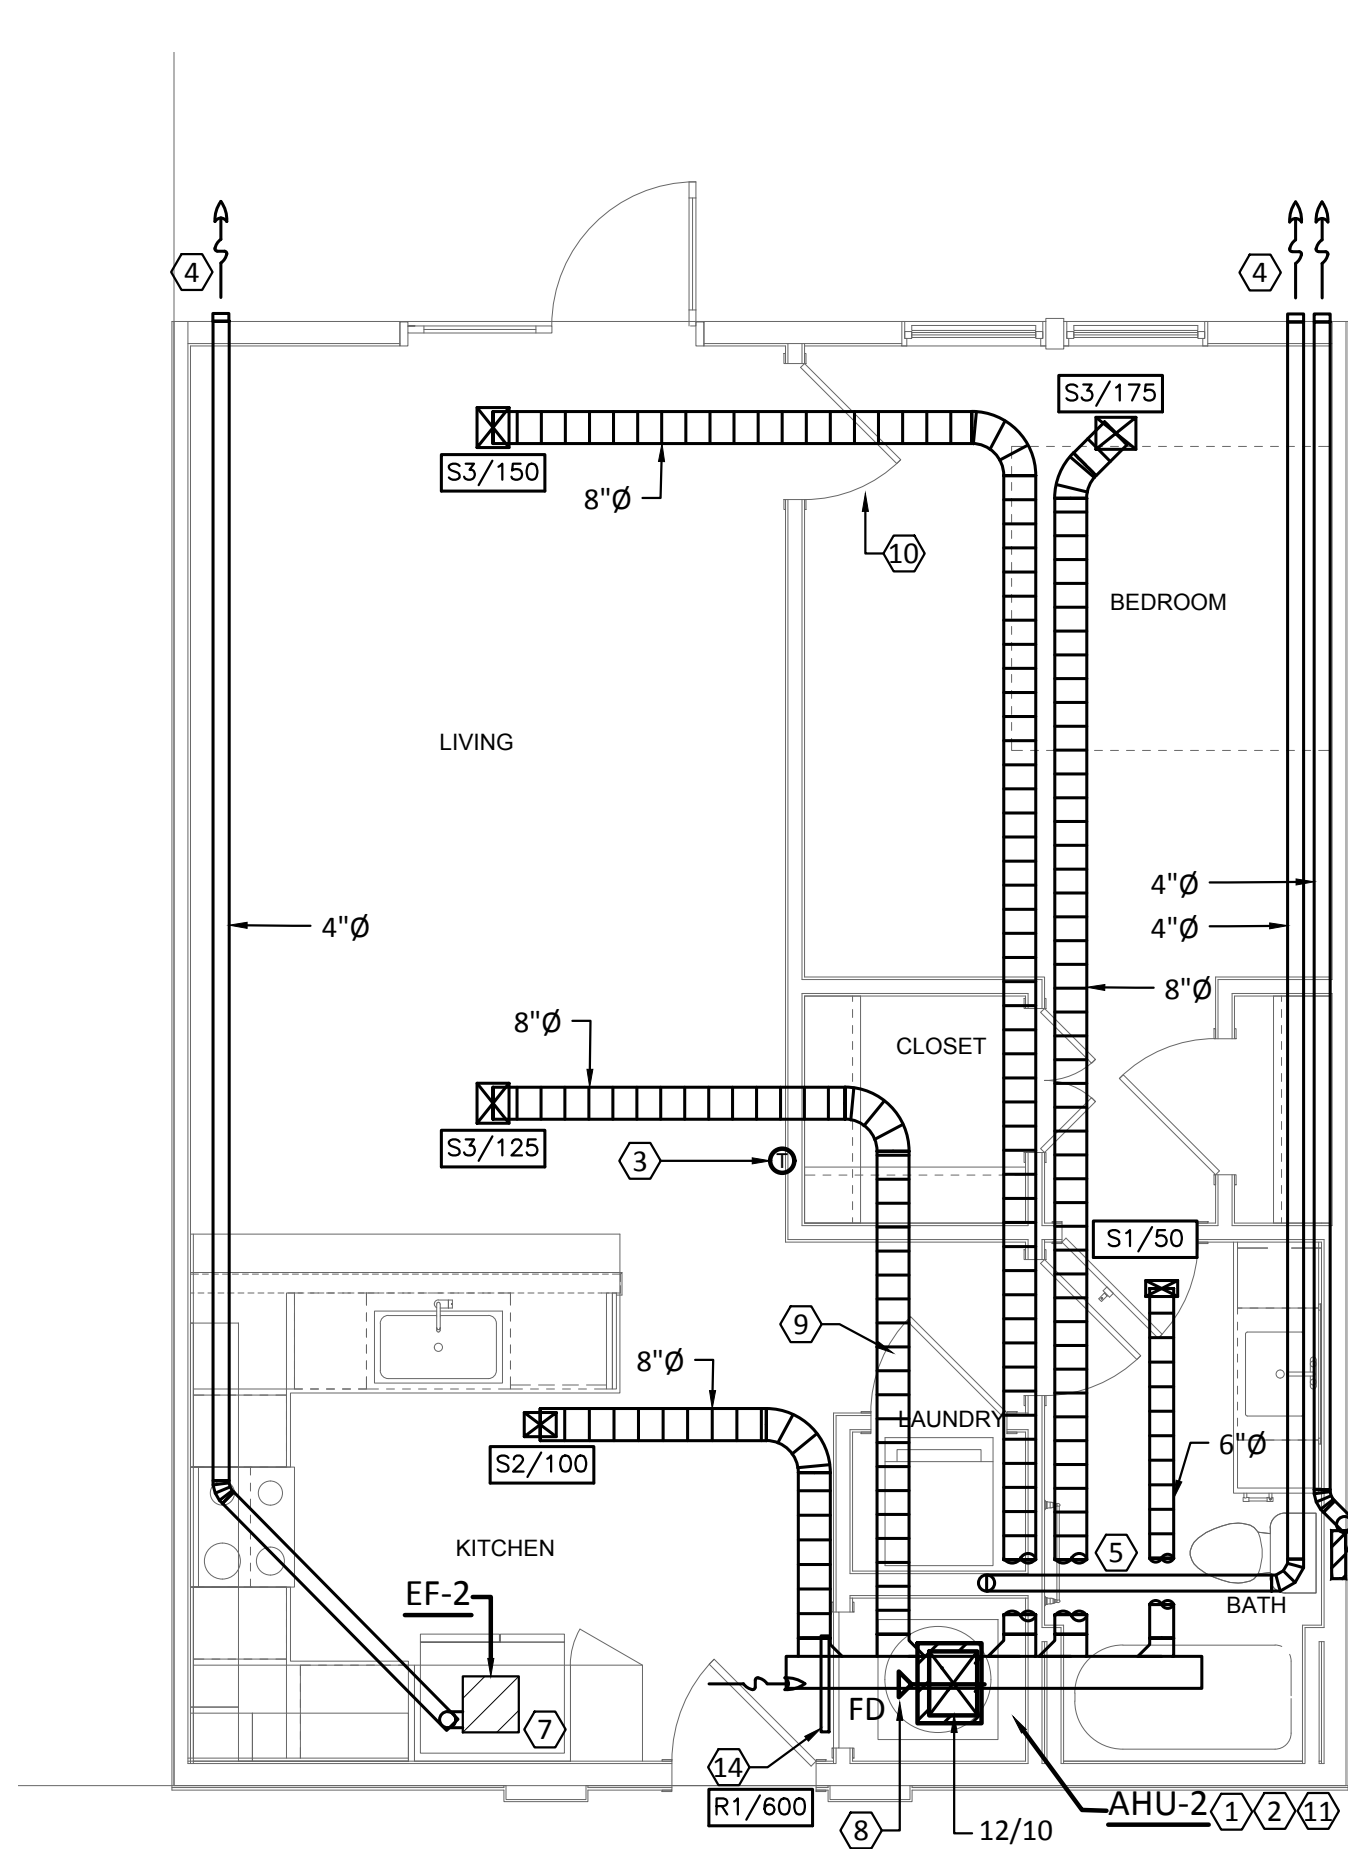 4
4
S3/175
S3/150
8"Ø
10
BEDROOM
LIVING
4"Ø
4"Ø
4"Ø
8"Ø
8"Ø
CLOSET
S3/125
3
T
S1/50
9
8"Ø
LAUNDRY
6"Ø
S2/100
KITCHEN
5
EF-2
BATH
7
FD
14
R1/600
8
12/10
AHU-2 1 2 11